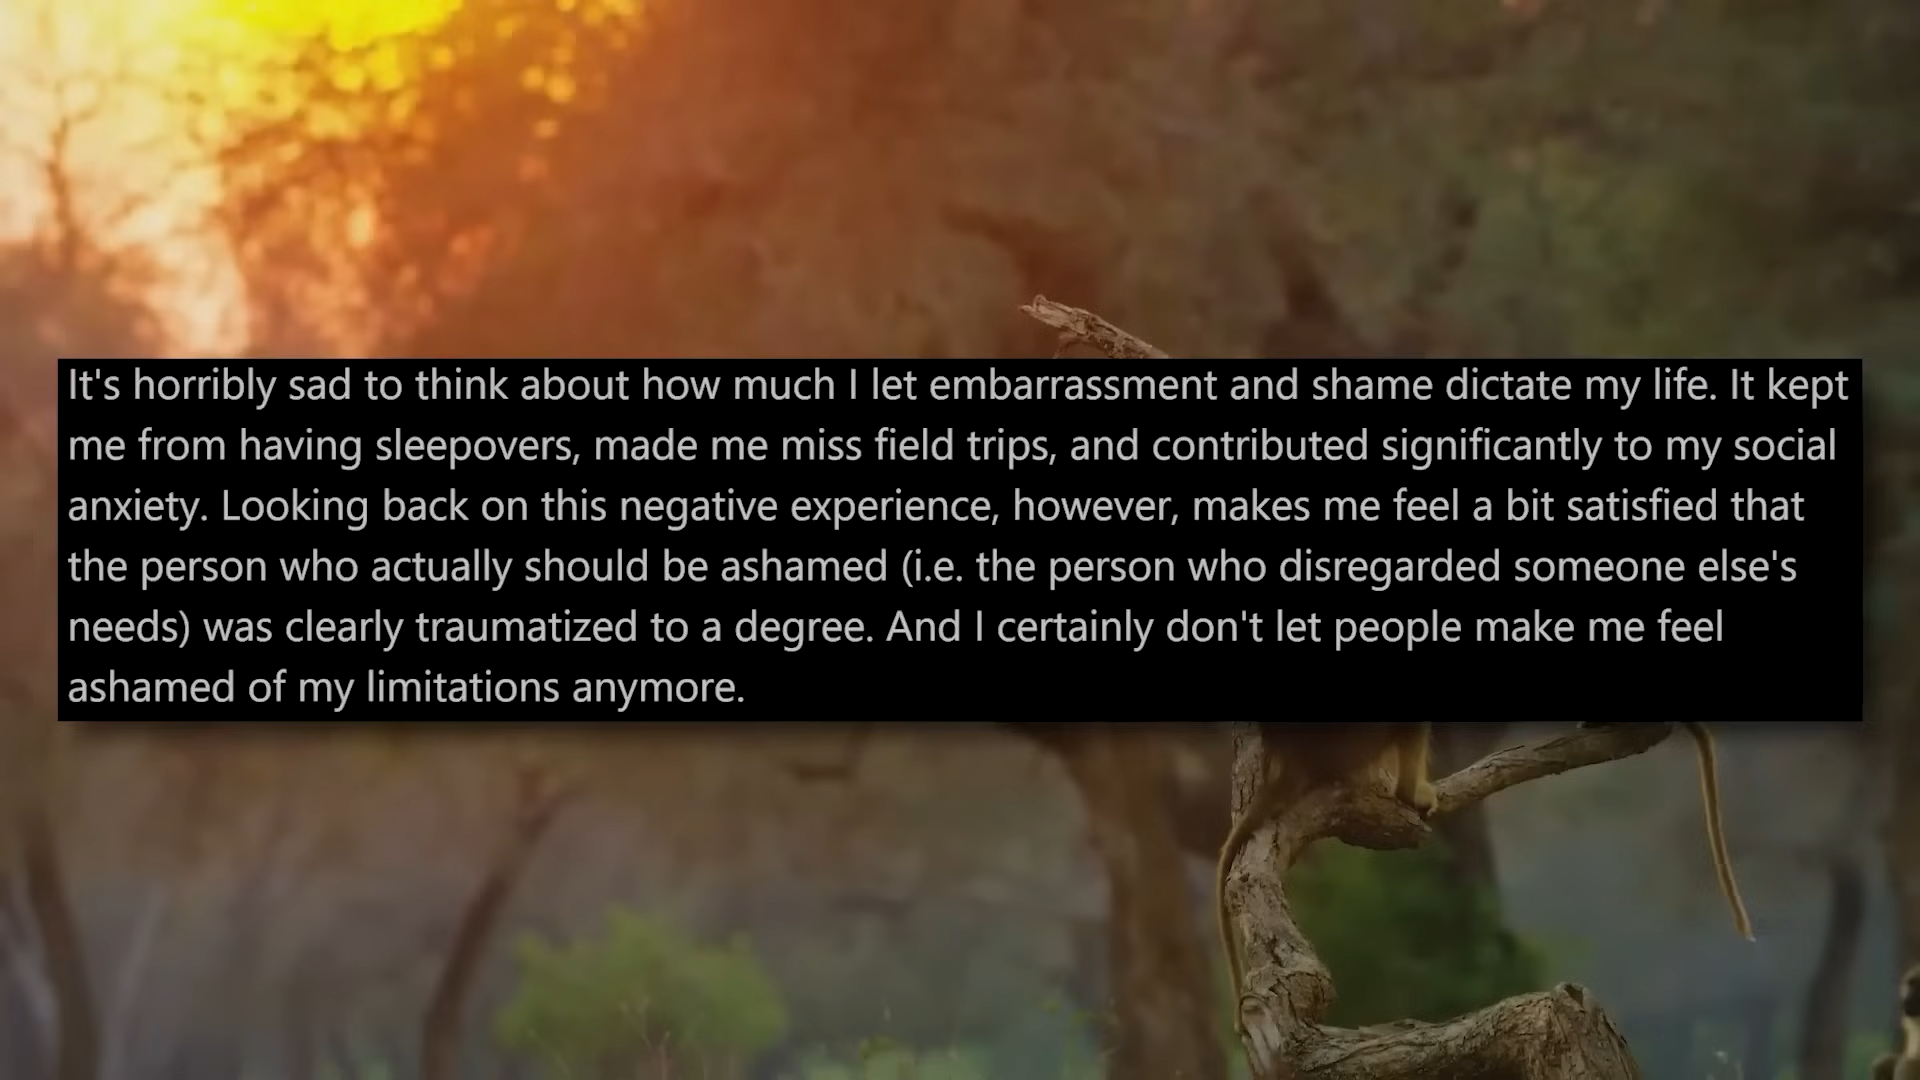 It's horribly sad to think about how much I let embarrassment and shame dictate my life. It kept
me from having sleepovers, made me miss field trips, and contributed significantly to my social
anxiety. Looking back on this negative experience, however, makes me feel a bit satisfied that
the person who actually should be ashamed (i.e. the person who disregarded someone else's
needs) was clearly traumatized to a degree. And I certainly don't let people make me feel
ashamed of my limitations anymore.